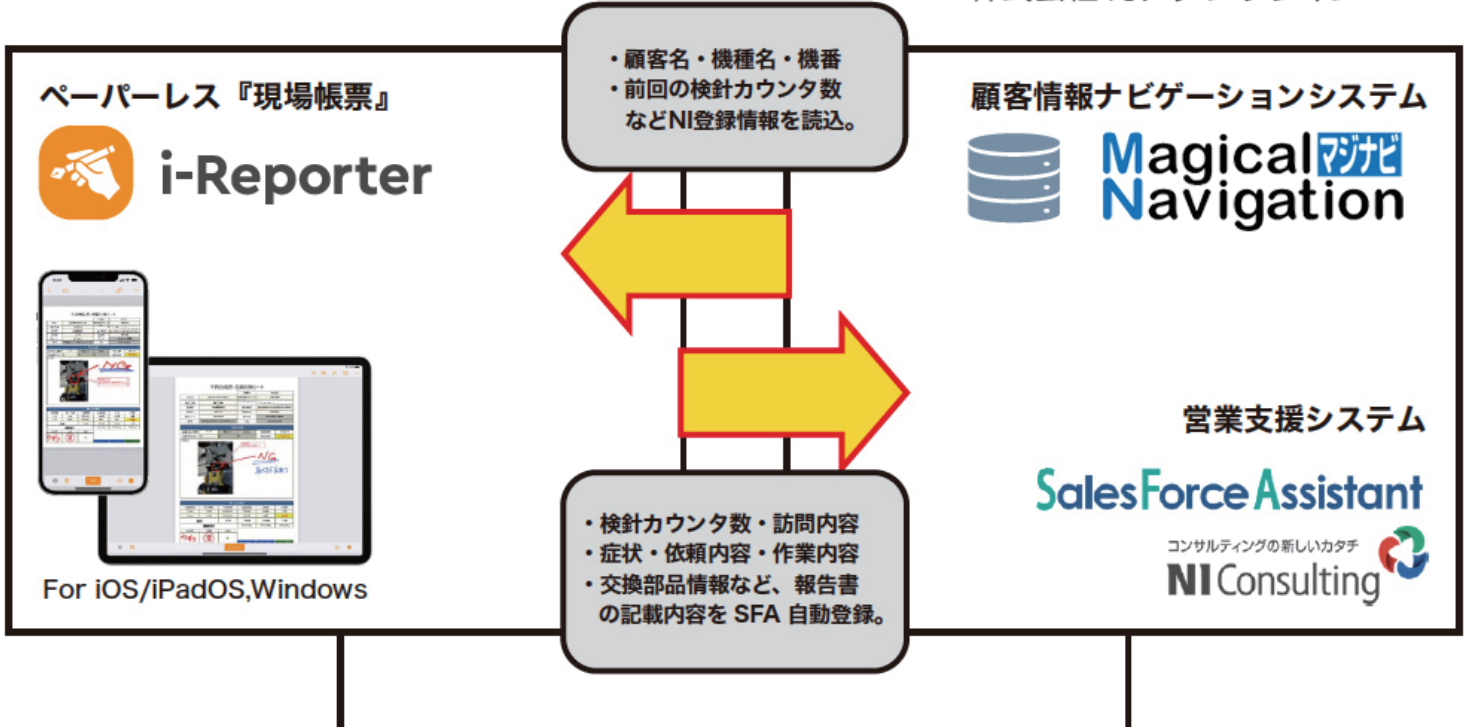 ・顧客名・機種名・機番
・前回の検針カウンタ数
などNI登録情報を読込。
ペーパーレス『現場帳票』
i-Reporter
顧客情報ナビゲーションシステム
Magical マジナビ
Navigation
営業支援システム
SalesForceAssistant
コンサルティングの新しいカタチ
NI Consulting
・検針カウンタ数・訪問内容
・症状・依頼内容・作業内容
・交換部品情報など、報告書
の記載内容を SFA 自動登録。
NG
NG
For iOS/iPadOS,Windows